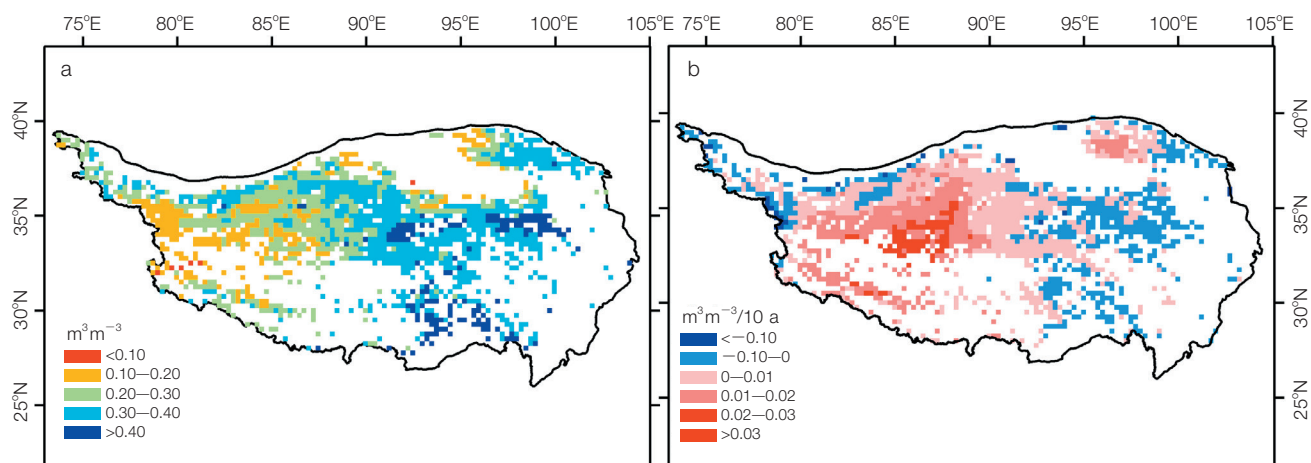 75°E 80°E 85°E 90°E 95°E 100°E 105°E
75°E 80°E 85°E 90°E 95°E 100°E 105°E
a
40°N
35°N
30°N
25°N
m³m⁻³
<0.10
0.10—0.20
0.20—0.30
0.30—0.40
>0.40
b
m³m⁻³/10 a
<−0.10
−0.10—0
0—0.01
0.01—0.02
0.02—0.03
>0.03
40°N
35°N
30°N
25°N